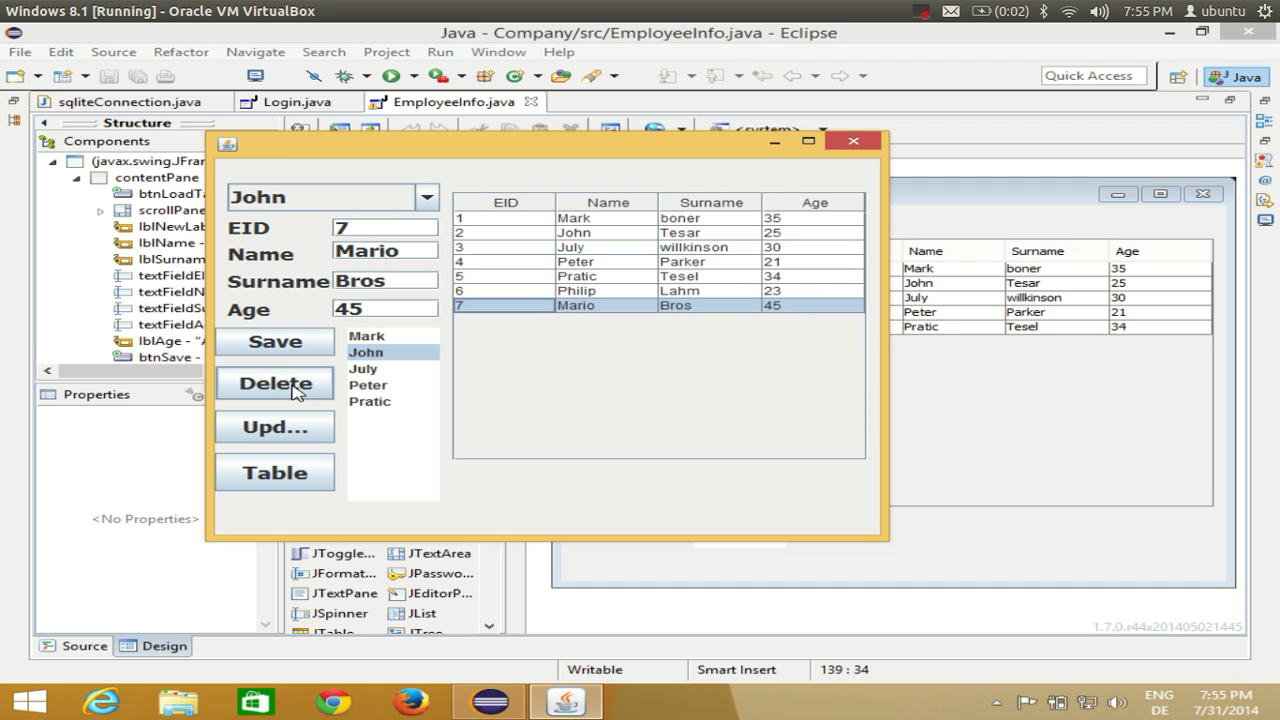 Windows 8.1 [Running] - Oracle VM VirtualBox
(0:02)
7:55 PM
ubuntu
Java - Company/src/EmployeeInfo.java - Eclipse
File Edit Source Refactor Navigate Search Project Run Window Help
Quick Access
Java
sqliteConnection.java
Login.java
EmployeeInfo.java
Structure
Components
(javax.swing.JFra
contentPane
btnLoadTa
scrollPane
lblNewLab
lblName -
lblSurnam
textFieldEI
textFieldN
textFieldSu
textFieldA
lblAge - "A
btnSave -
Properties
<No Properties>
<system>
John
EID 7
Name Mario
Surname Bros
Age 45
Save
Delete
Upd...
Table
Mark
John
July
Peter
Pratic
EID Name Surname Age
1 Mark boner 35
2 John Tesar 25
3 July willkinson 30
4 Peter Parker 21
5 Pratic Tesel 34
6 Philip Lahm 23
7 Mario Bros 45
Name Surname Age
Mark boner 35
John Tesar 25
July willkinson 30
Peter Parker 21
Pratic Tesel 34
JToggle... JTextArea
JFormat... JPasswo...
JTextPane JEditorP...
JSpinner JList
JTable JTree
1.7.0.r44x201405021445
Source Design
Writable
Smart Insert
139 : 34
ENG
DE
7:55 PM
7/31/2014